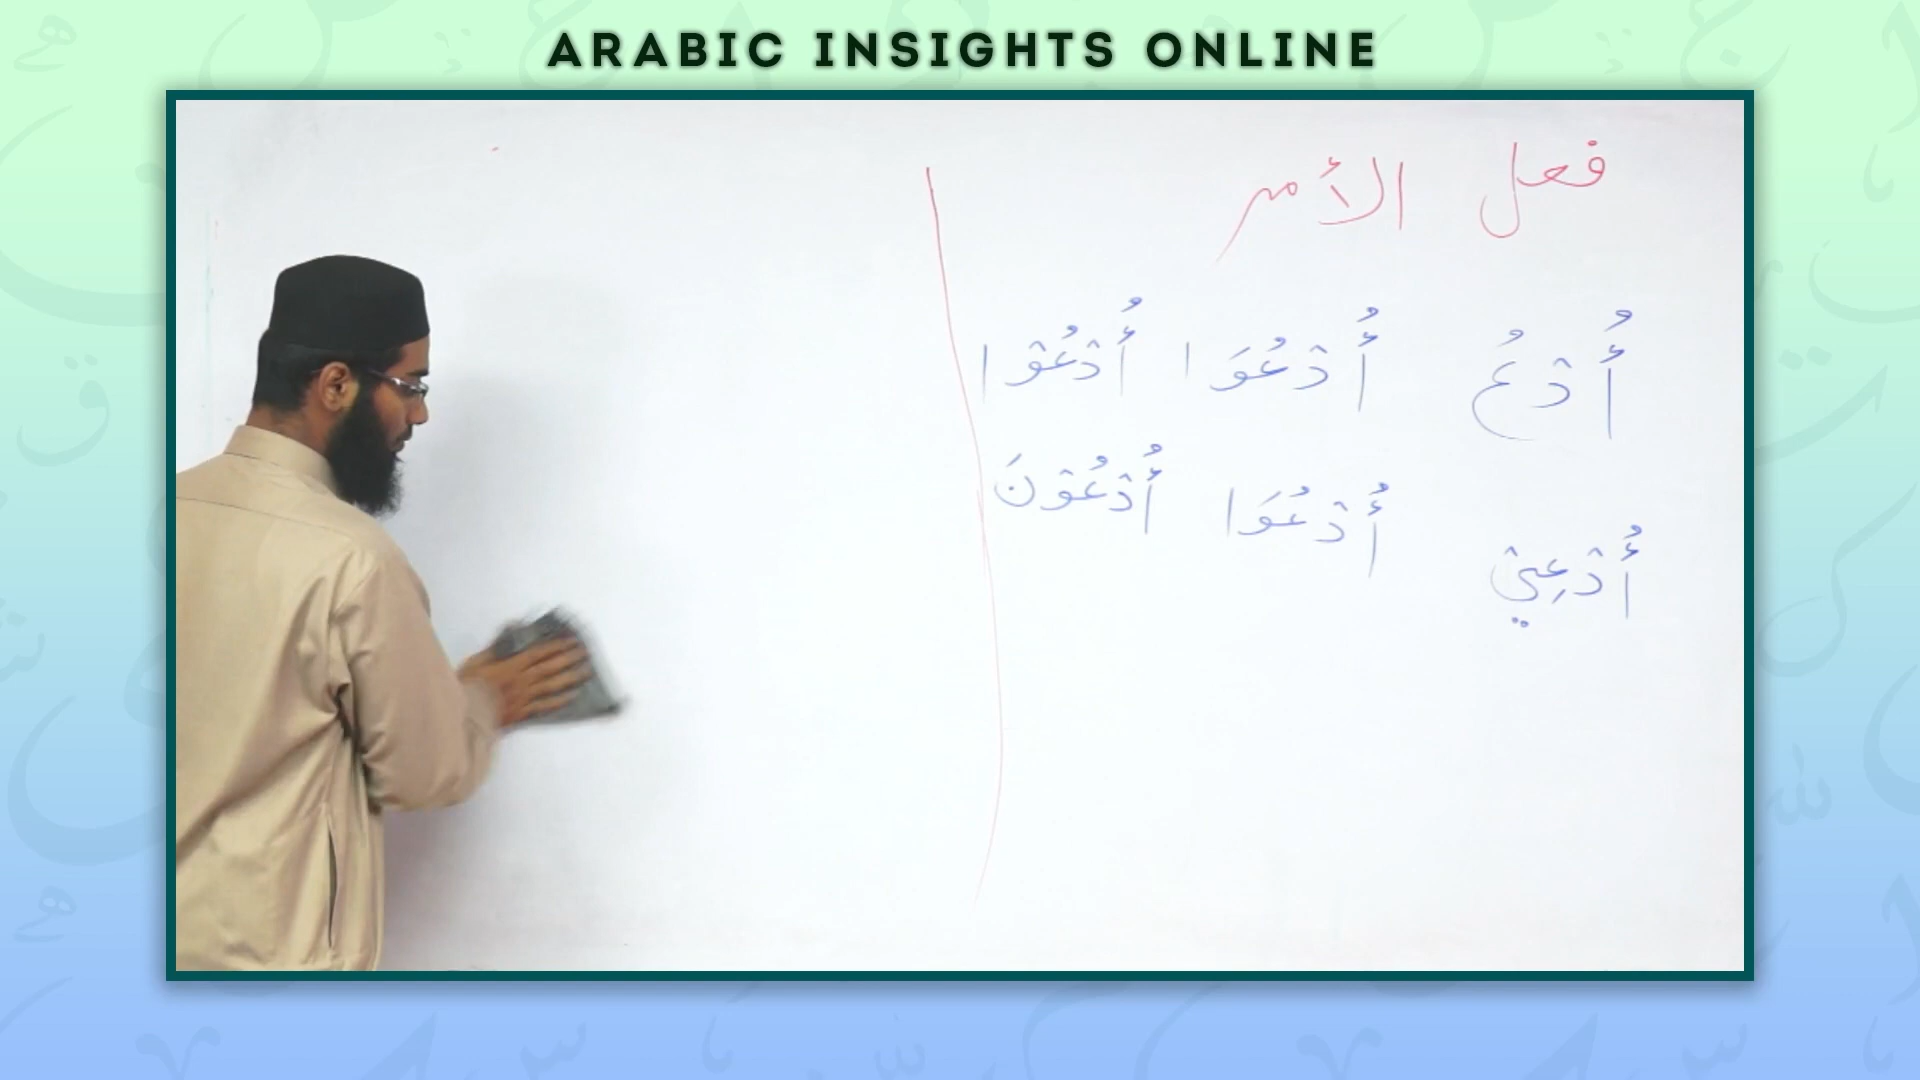 ARABIC INSIGHTS ONLINE
فعل الأمر
أُدْعُ أُدْعُوَا أُدْعُوْا
أُدْعِيْ أُدْعُوَا أُدْعُوْنَ